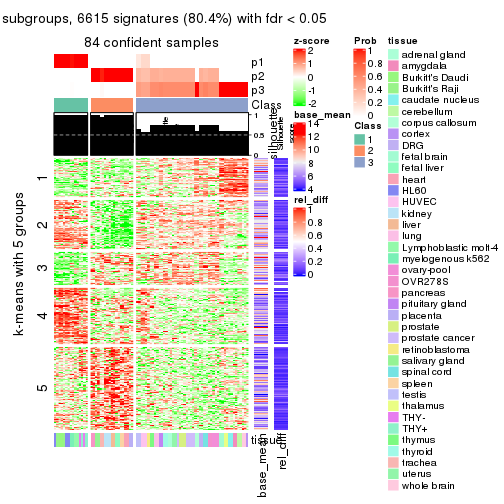 subgroups, 6615 signatures (80.4%) with fdr < 0.05
84 confident samples
p1
p2
p3
Class
1
0.5
0
silhouette
score
1
2
3
4
5
k-means with 5 groups
tissue
base_mean
rel_diff
z-score
2
1
0
-1
-2
base_mean
14
12
10
8
6
4
rel_diff
1
0.8
0.6
0.4
0.2
0
Prob
1
0.8
0.6
0.4
0.2
0
Class
1
2
3
tissue
adrenal gland
amygdala
Burkitt's Daudi
Burkitt's Raji
caudate nucleus
cerebellum
corpus callosum
cortex
DRG
fetal brain
fetal liver
heart
HL60
HUVEC
kidney
liver
lung
Lymphoblastic molt-4
myelogenous k562
ovary-pool
OVR278S
pancreas
pituitary gland
placenta
prostate
prostate cancer
retinoblastoma
salivary gland
spinal cord
spleen
testis
thalamus
THY-
THY+
thymus
thyroid
trachea
uterus
whole brain